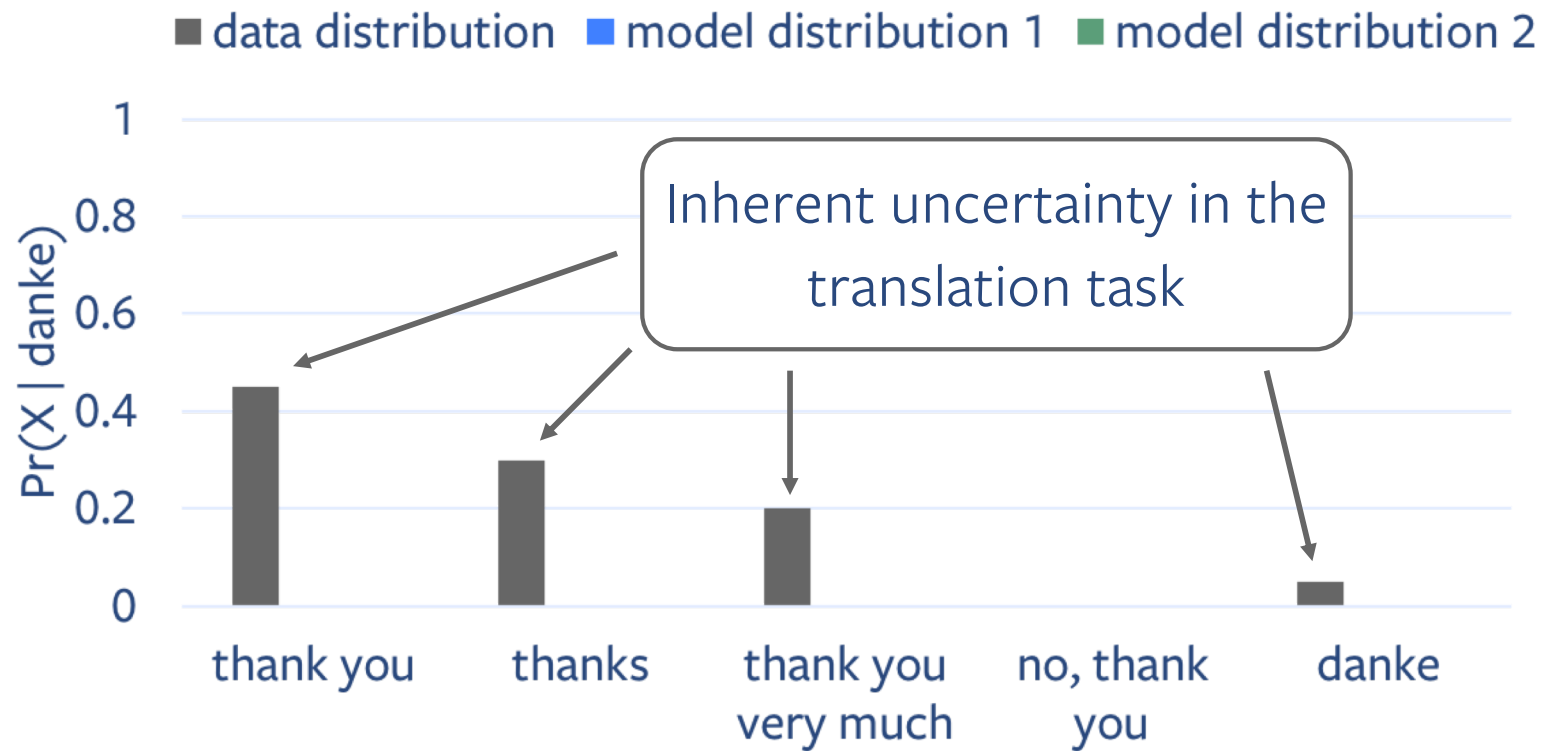 data distribution model distribution 1 model distribution 2
1
0.8
0.6
0.4
0.2
0
Pr(X | danke)
Inherent uncertainty in the
translation task
thank you thanks thank you no, thank danke
very much you